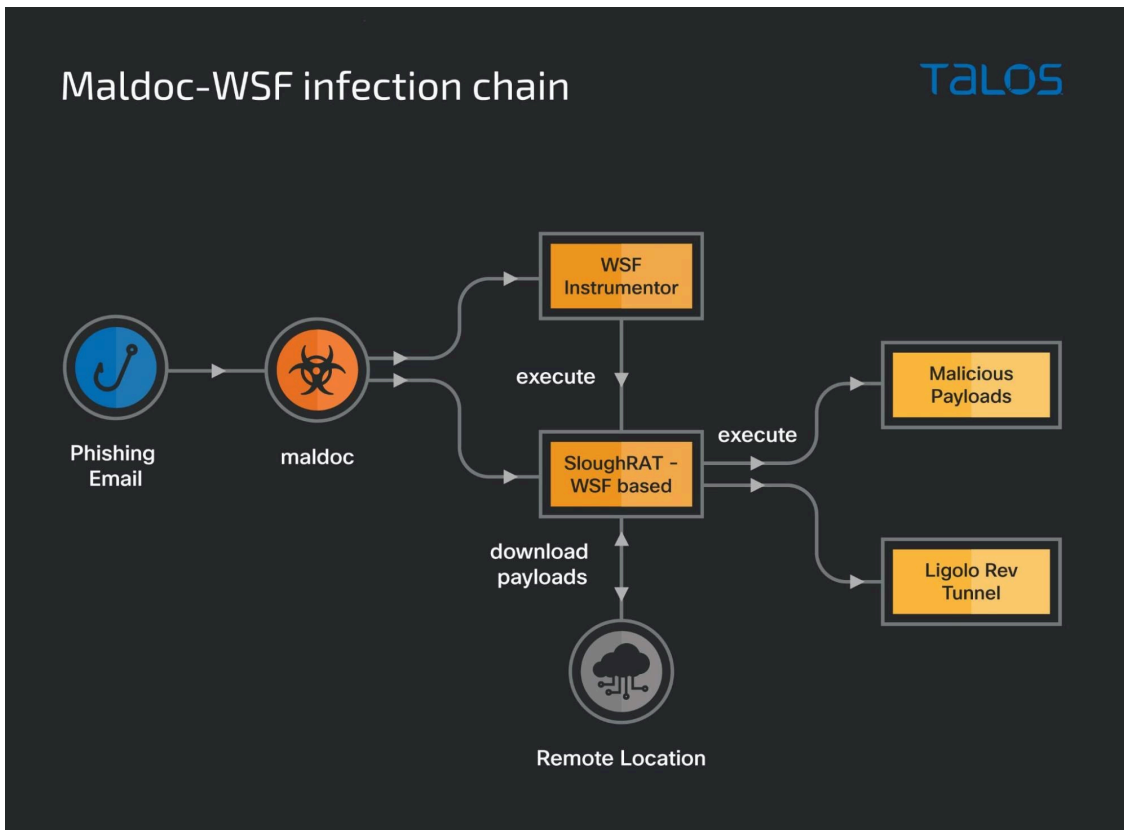 Maldoc-WSF infection chain
TALOS
WSF
Instrumentor
execute
Phishing
Email
maldoc
SloughRAT -
WSF based
execute
Malicious
Payloads
download
payloads
Ligolo Rev
Tunnel
Remote Location